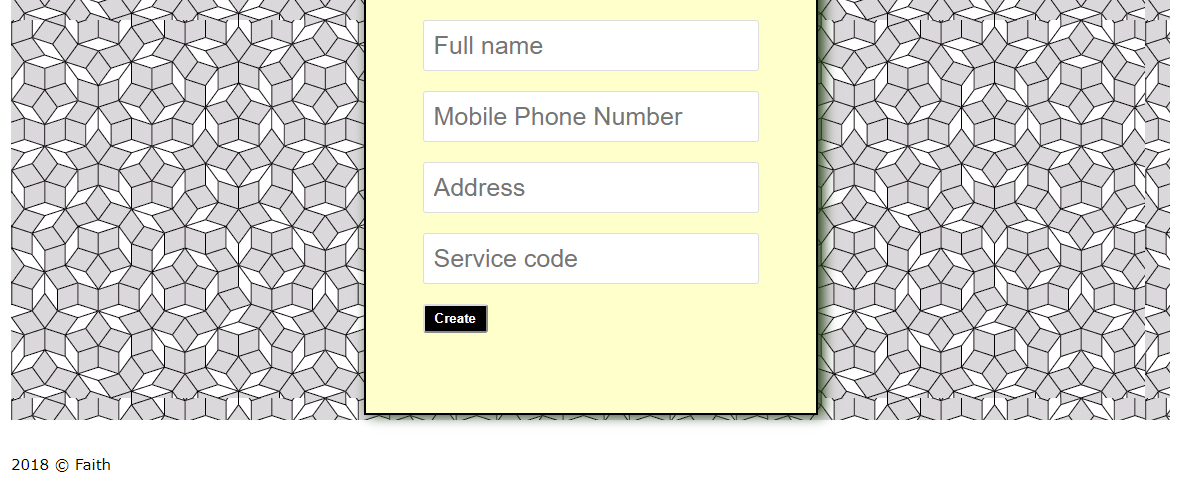 Full name
Mobile Phone Number
Address
Service code
Create
2018 © Faith